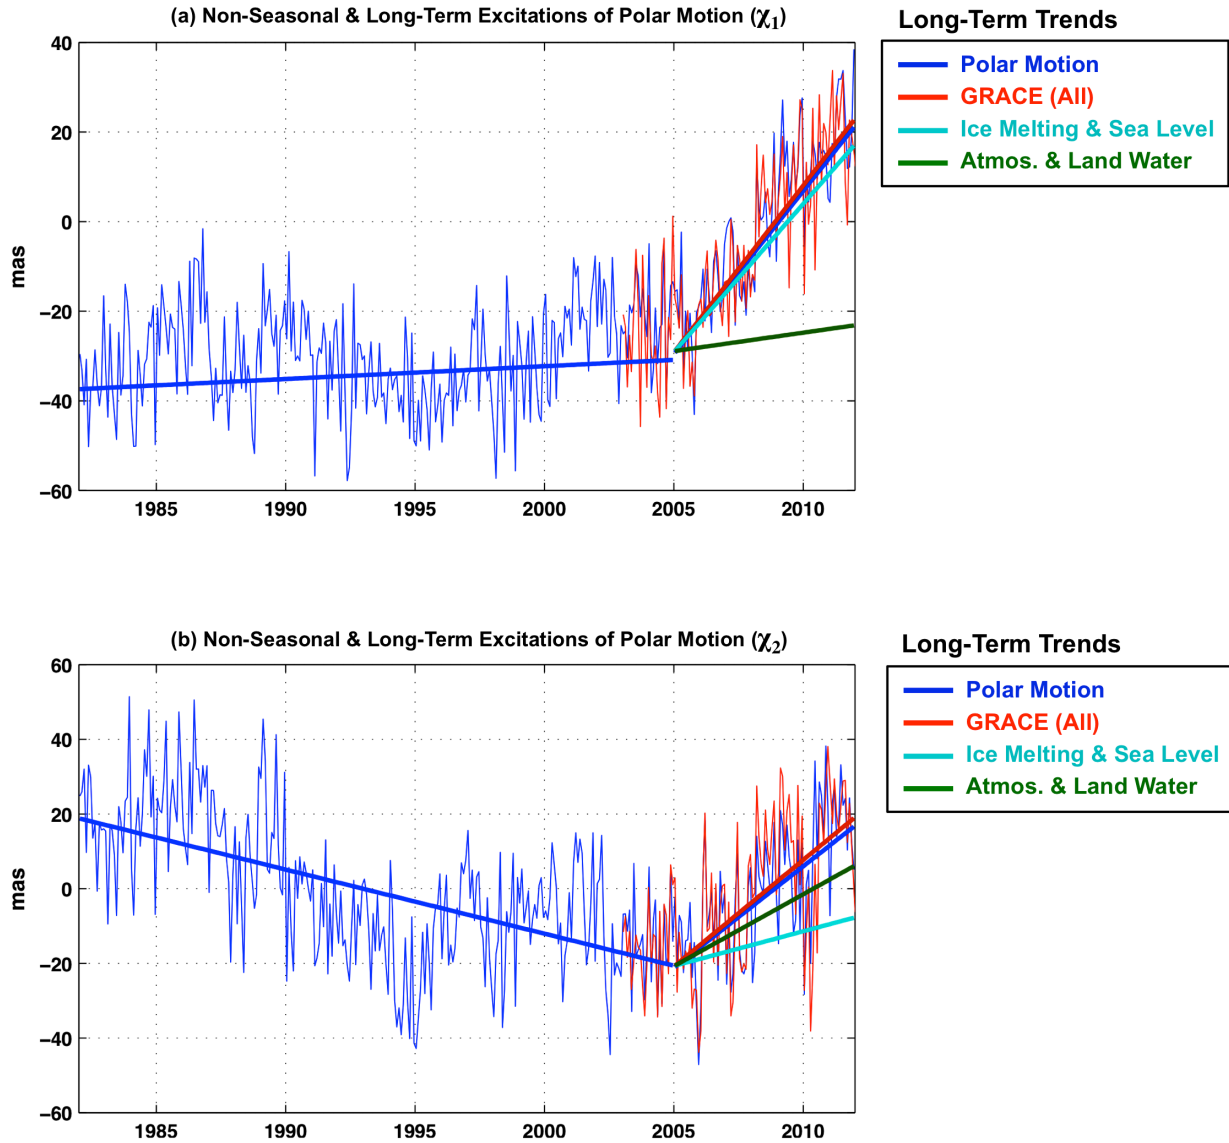 (a) Non-Seasonal & Long-Term Excitations of Polar Motion (χ₁)
Long-Term Trends
Polar Motion
GRACE (All)
Ice Melting & Sea Level
Atmos. & Land Water
40
20
0
−20
−40
−60
mas
1985 1990 1995 2000 2005 2010
(b) Non-Seasonal & Long-Term Excitations of Polar Motion (χ₂)
Long-Term Trends
Polar Motion
GRACE (All)
Ice Melting & Sea Level
Atmos. & Land Water
60
40
20
0
−20
−40
−60
mas
1985 1990 1995 2000 2005 2010